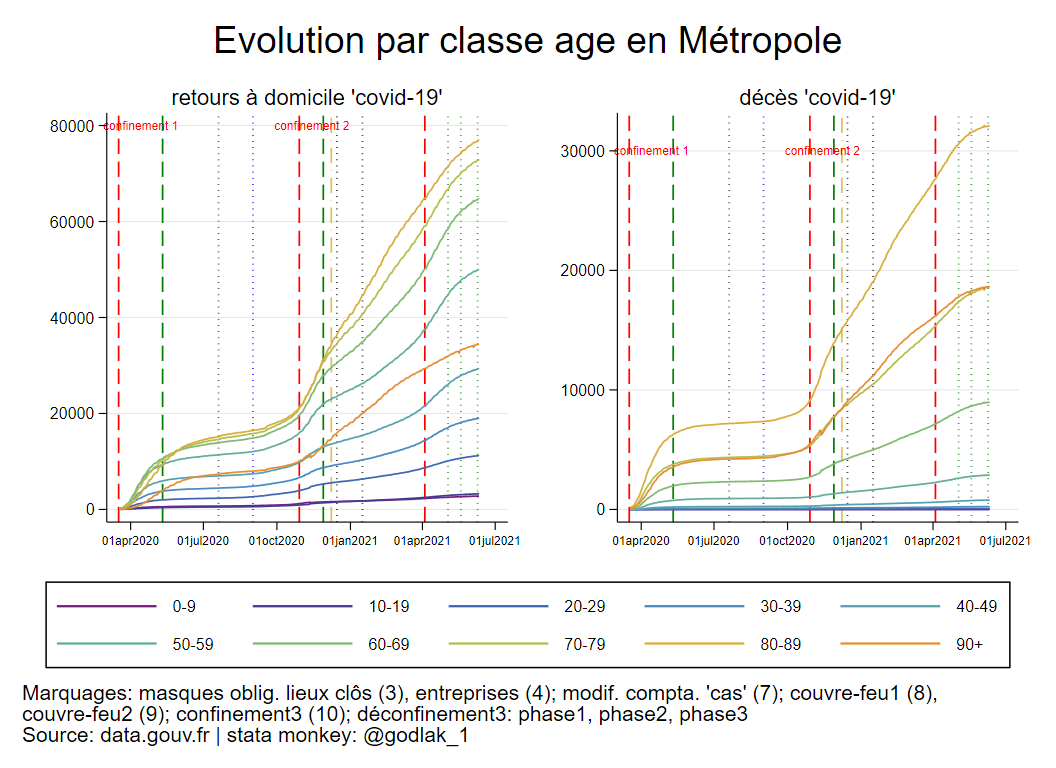 Evolution par classe age en Métropole
retours à domicile 'covid-19'
80000
60000
40000
20000
0
confinement 1
confinement 2
01apr2020
01jul2020
01oct2020
01jan2021
01apr2021
01jul2021
décès 'covid-19'
30000
20000
10000
0
confinement 1
confinement 2
01apr2020
01jul2020
01oct2020
01jan2021
01apr2021
01jul2021
0-9
10-19
20-29
30-39
40-49
50-59
60-69
70-79
80-89
90+
Marquages: masques oblig. lieux clôs (3), entreprises (4); modif. compta. 'cas' (7); couvre-feu1 (8),
couvre-feu2 (9); confinement3 (10); déconfinement3: phase1, phase2, phase3
Source: data.gouv.fr | stata monkey: @godlak_1